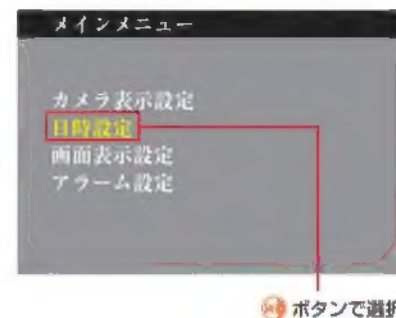 メインメニュー
カメラ表示設定
日時設定
画面表示設定
アラーム設定
ボタンで選択